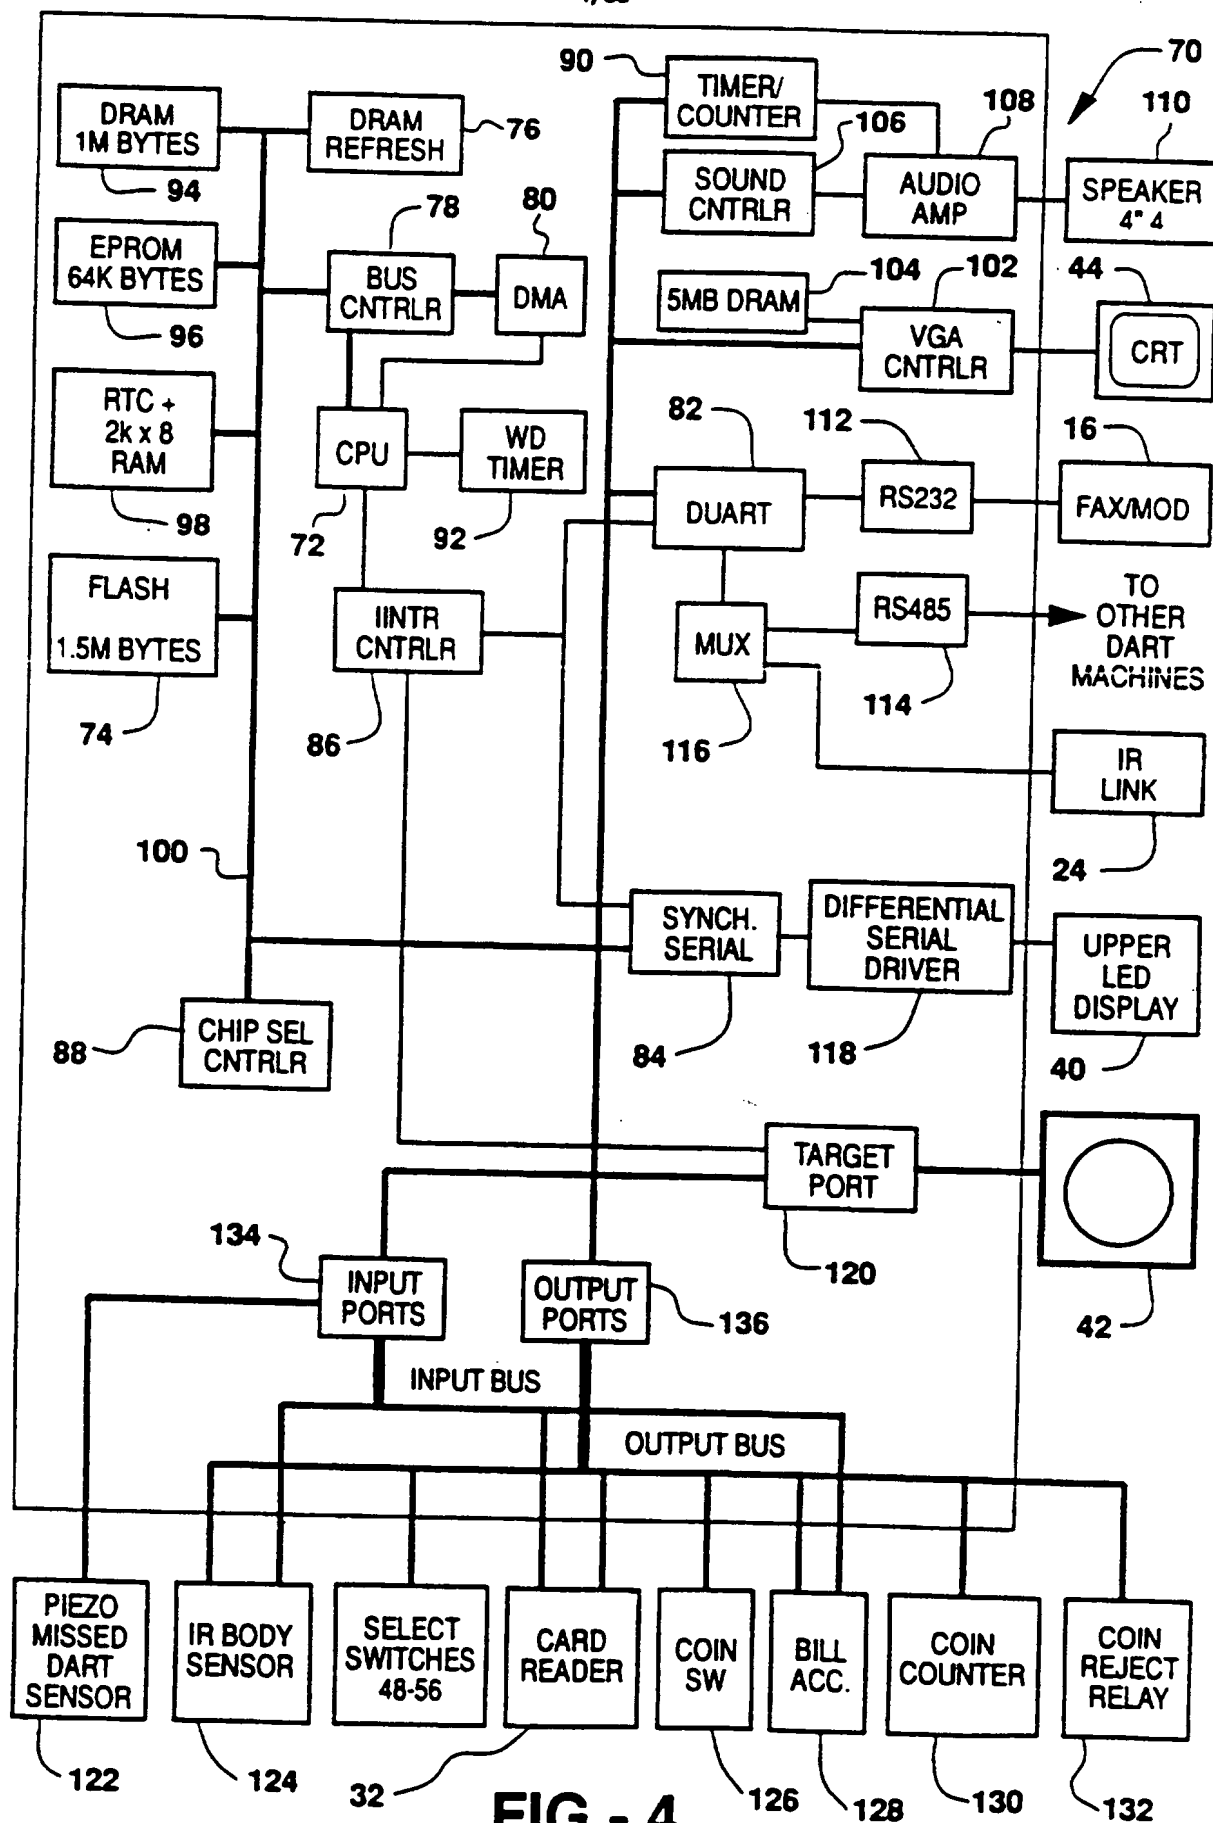 90
TIMER/
COUNTER
70
108
110
106
DRAM
1M BYTES
94
DRAM
REFRESH
76
SOUND
CNTRLR
AUDIO
AMP
SPEAKER
4" 4
78
80
EPROM
64K BYTES
96
BUS
CNTRLR
DMA
104
102
44
5MB DRAM
VGA
CNTRLR
CRT
RTC +
2k x 8
RAM
98
CPU
72
WD
TIMER
92
82
112
16
DUART
RS232
FAX/MOD
FLASH
1.5M BYTES
74
IINTR
CNTRLR
86
MUX
116
RS485
114
TO
OTHER
DART
MACHINES
IR
LINK
24
100
SYNCH.
SERIAL
84
DIFFERENTIAL
SERIAL
DRIVER
118
UPPER
LED
DISPLAY
40
88
CHIP SEL
CNTRLR
TARGET
PORT
120
42
134
INPUT
PORTS
OUTPUT
PORTS
136
INPUT BUS
OUTPUT BUS
PIEZO
MISSED
DART
SENSOR
122
IR BODY
SENSOR
124
SELECT
SWITCHES
48-56
CARD
READER
32
COIN
SW
126
BILL
ACC.
128
COIN
COUNTER
130
COIN
REJECT
RELAY
132
FIG - 4